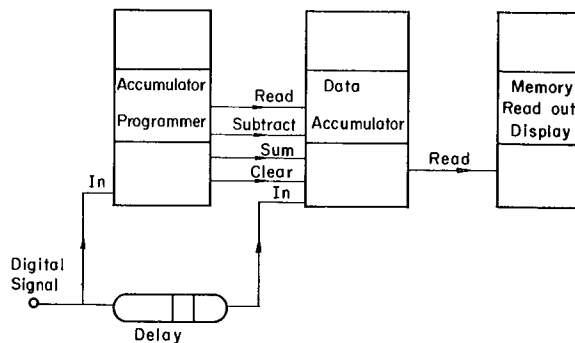 Accumulator
Programmer
Read
Subtract
Sum
Clear
In
Data
Accumulator
In
Read
Memory
Read out
Display
Digital
Signal
Delay